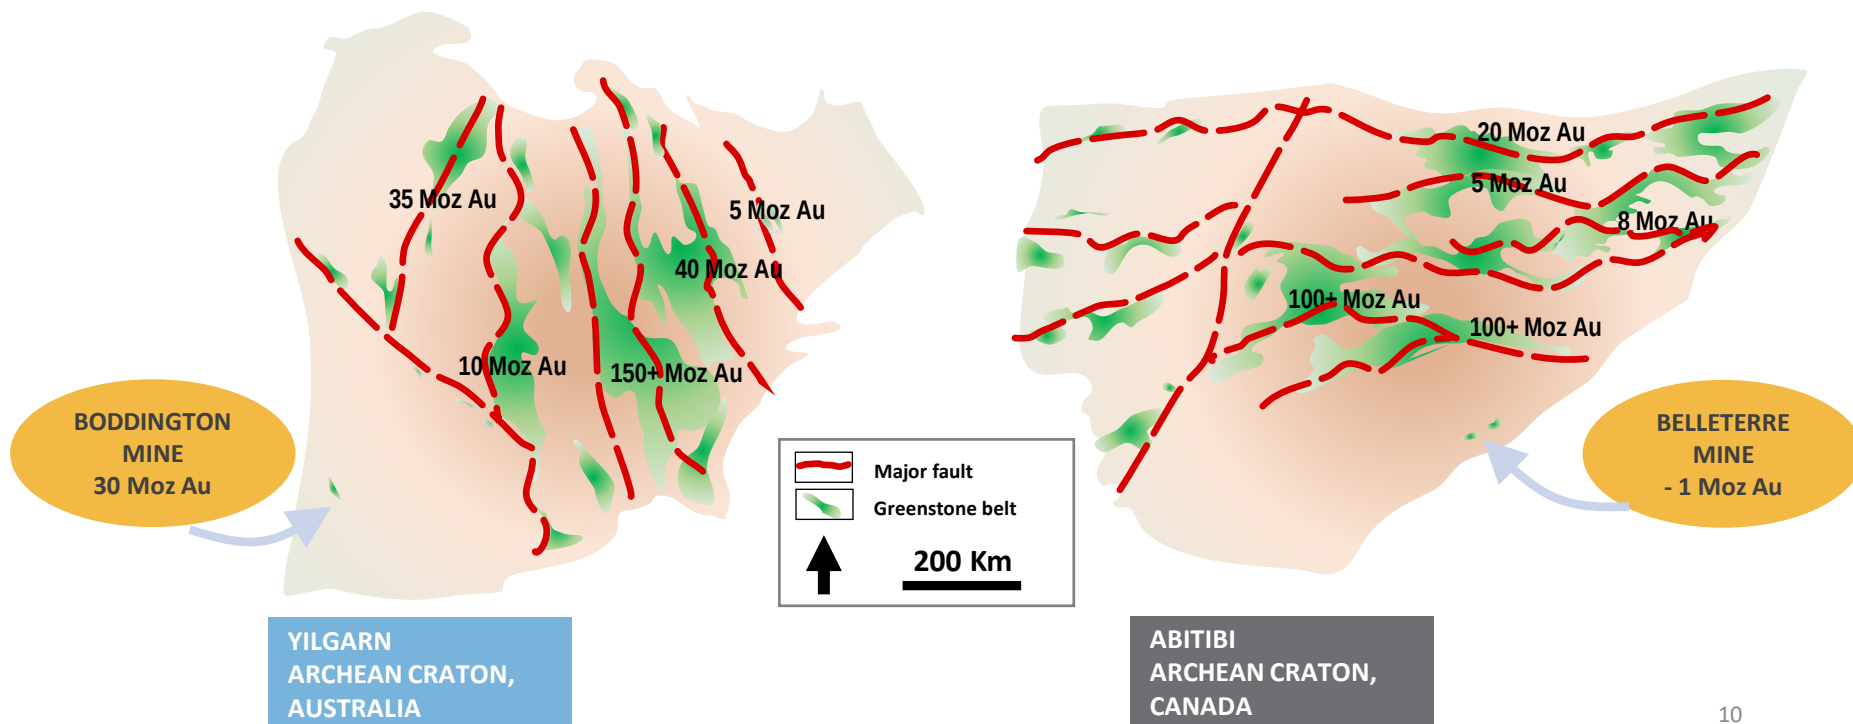 20 Moz Au
35 Moz Au
5 Moz Au
5 Moz Au
8 Moz Au
40 Moz Au
100+ Moz Au
100+ Moz Au
10 Moz Au
150+ Moz Au
BODDINGTON
MINE
30 Moz Au
BELLETERRE
MINE
- 1 Moz Au
Major fault
Greenstone belt
200 Km
YILGARN
ARCHEAN CRATON,
AUSTRALIA
ABITIBI
ARCHEAN CRATON,
CANADA
10